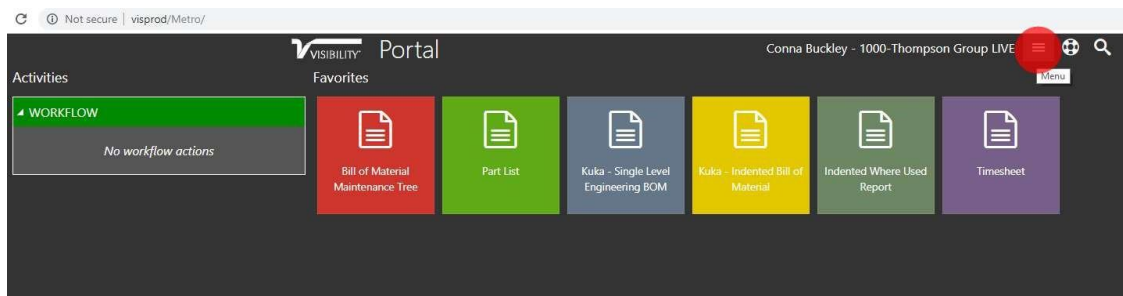 Not secure | visprod/Metro/
VISIBILITY Portal
Conna Buckley - 1000-Thompson Group LIVE
Menu
Activities
Favorites
WORKFLOW
No workflow actions
Bill of Material
Maintenance Tree
Part List
Kuka - Single Level
Engineering BOM
Kuka - Indented Bill of
Material
Indented Where Used
Report
Timesheet